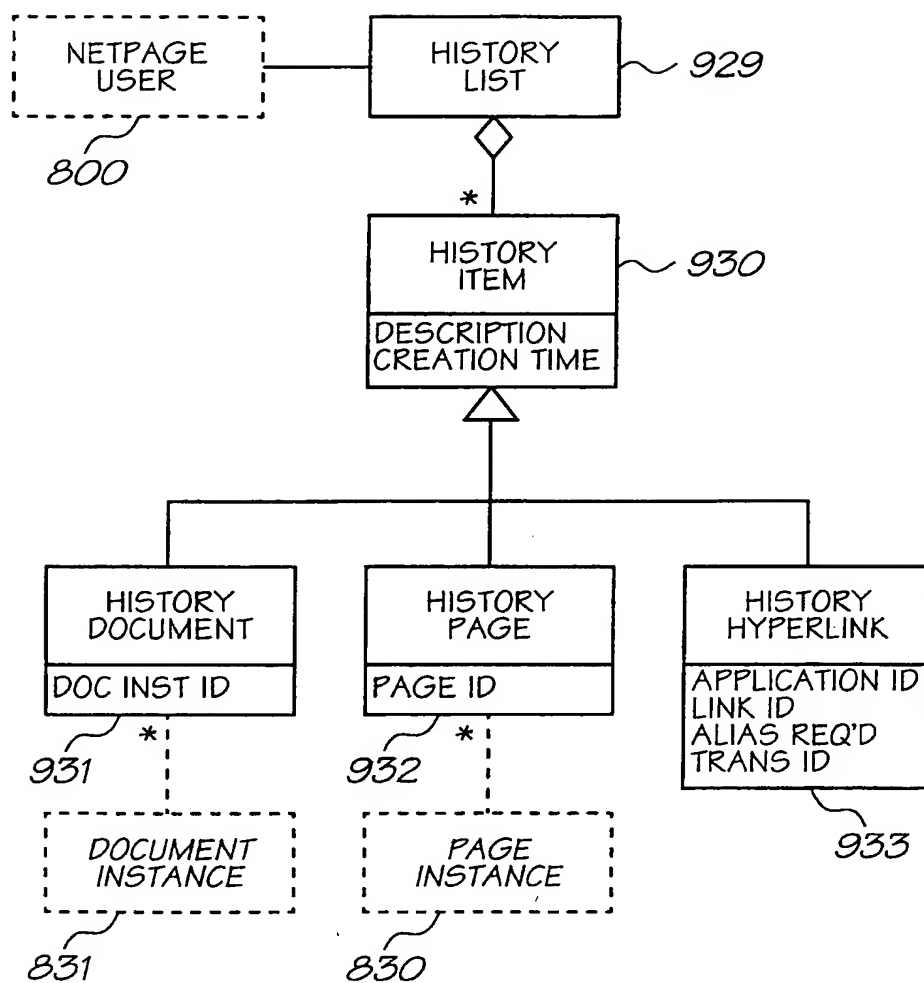 NETPAGE
USER
800
HISTORY
LIST
929
*
HISTORY
ITEM
930
DESCRIPTION
CREATION TIME
HISTORY
DOCUMENT
DOC INST ID
931
*
HISTORY
PAGE
PAGE ID
932
*
HISTORY
HYPERLINK
APPLICATION ID
LINK ID
ALIAS REQ'D
TRANS ID
933
DOCUMENT
INSTANCE
831
PAGE
INSTANCE
830